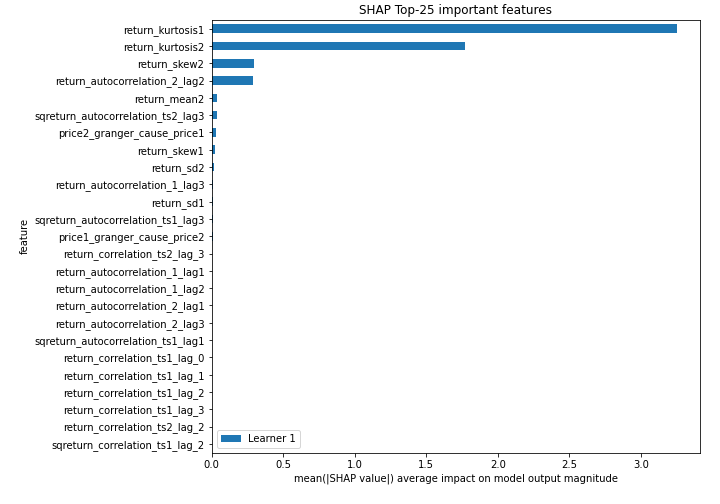 SHAP Top-25 important features
return_kurtosis1
return_kurtosis2
return_skew2
return_autocorrelation_2_lag2
return_mean2
sqreturn_autocorrelation_ts2_lag3
price2_granger_cause_price1
return_skew1
return_sd2
return_autocorrelation_1_lag3
return_sd1
sqreturn_autocorrelation_ts1_lag3
price1_granger_cause_price2
return_correlation_ts2_lag_3
return_autocorrelation_1_lag1
return_autocorrelation_1_lag2
return_autocorrelation_2_lag1
return_autocorrelation_2_lag3
sqreturn_autocorrelation_ts1_lag1
return_correlation_ts1_lag_0
return_correlation_ts1_lag_1
return_correlation_ts1_lag_2
return_correlation_ts1_lag_3
return_correlation_ts2_lag_2
sqreturn_correlation_ts1_lag_2
feature
Learner 1
0.0 0.5 1.0 1.5 2.0 2.5 3.0
mean(|SHAP value|) average impact on model output magnitude